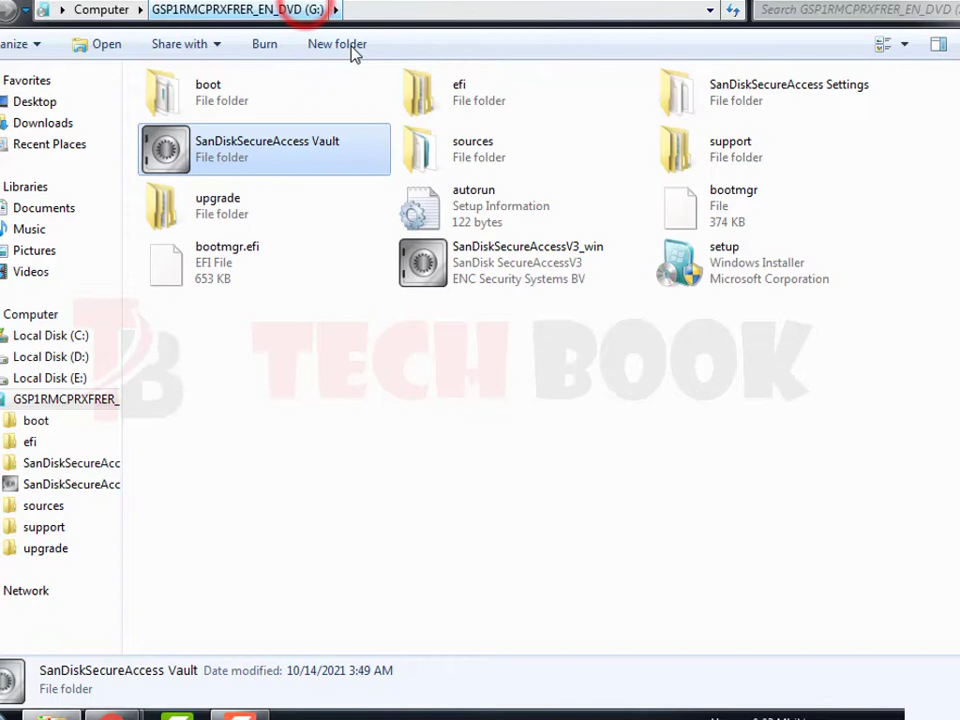 Computer GSP1RMCPRXFRER_EN_DVD (G:) Search GSP1RMCPRXFRER_EN_DVD (G:
anize Open Share with Burn New folder
Favorites
Desktop
Downloads
Recent Places
Libraries
Documents
Music
Pictures
Videos
Computer
Local Disk (C:)
Local Disk (D:)
Local Disk (E:)
GSP1RMCPRXFRER_
boot
efi
SanDiskSecureAcc
SanDiskSecureAcc
sources
support
upgrade
Network
boot
File folder
efi
File folder
SanDiskSecureAccess Settings
File folder
SanDiskSecureAccess Vault
File folder
sources
File folder
support
File folder
upgrade
File folder
autorun
Setup Information
122 bytes
bootmgr
File
374 KB
bootmgr.efi
EFI File
653 KB
SanDiskSecureAccessV3_win
SanDisk SecureAccessV3
ENC Security Systems BV
setup
Windows Installer
Microsoft Corporation
TB TECH BOOK
SanDiskSecureAccess Vault Date modified: 10/14/2021 3:49 AM
File folder